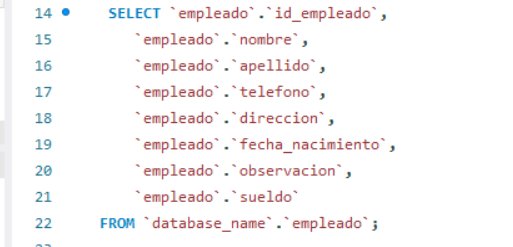 14 SELECT `empleado`.`id_empleado`,
15 `empleado`.`nombre`,
16 `empleado`.`apellido`,
17 `empleado`.`telefono`,
18 `empleado`.`direccion`,
19 `empleado`.`fecha_nacimiento`,
20 `empleado`.`observacion`,
21 `empleado`.`sueldo`
22 FROM `database_name`.`empleado`;